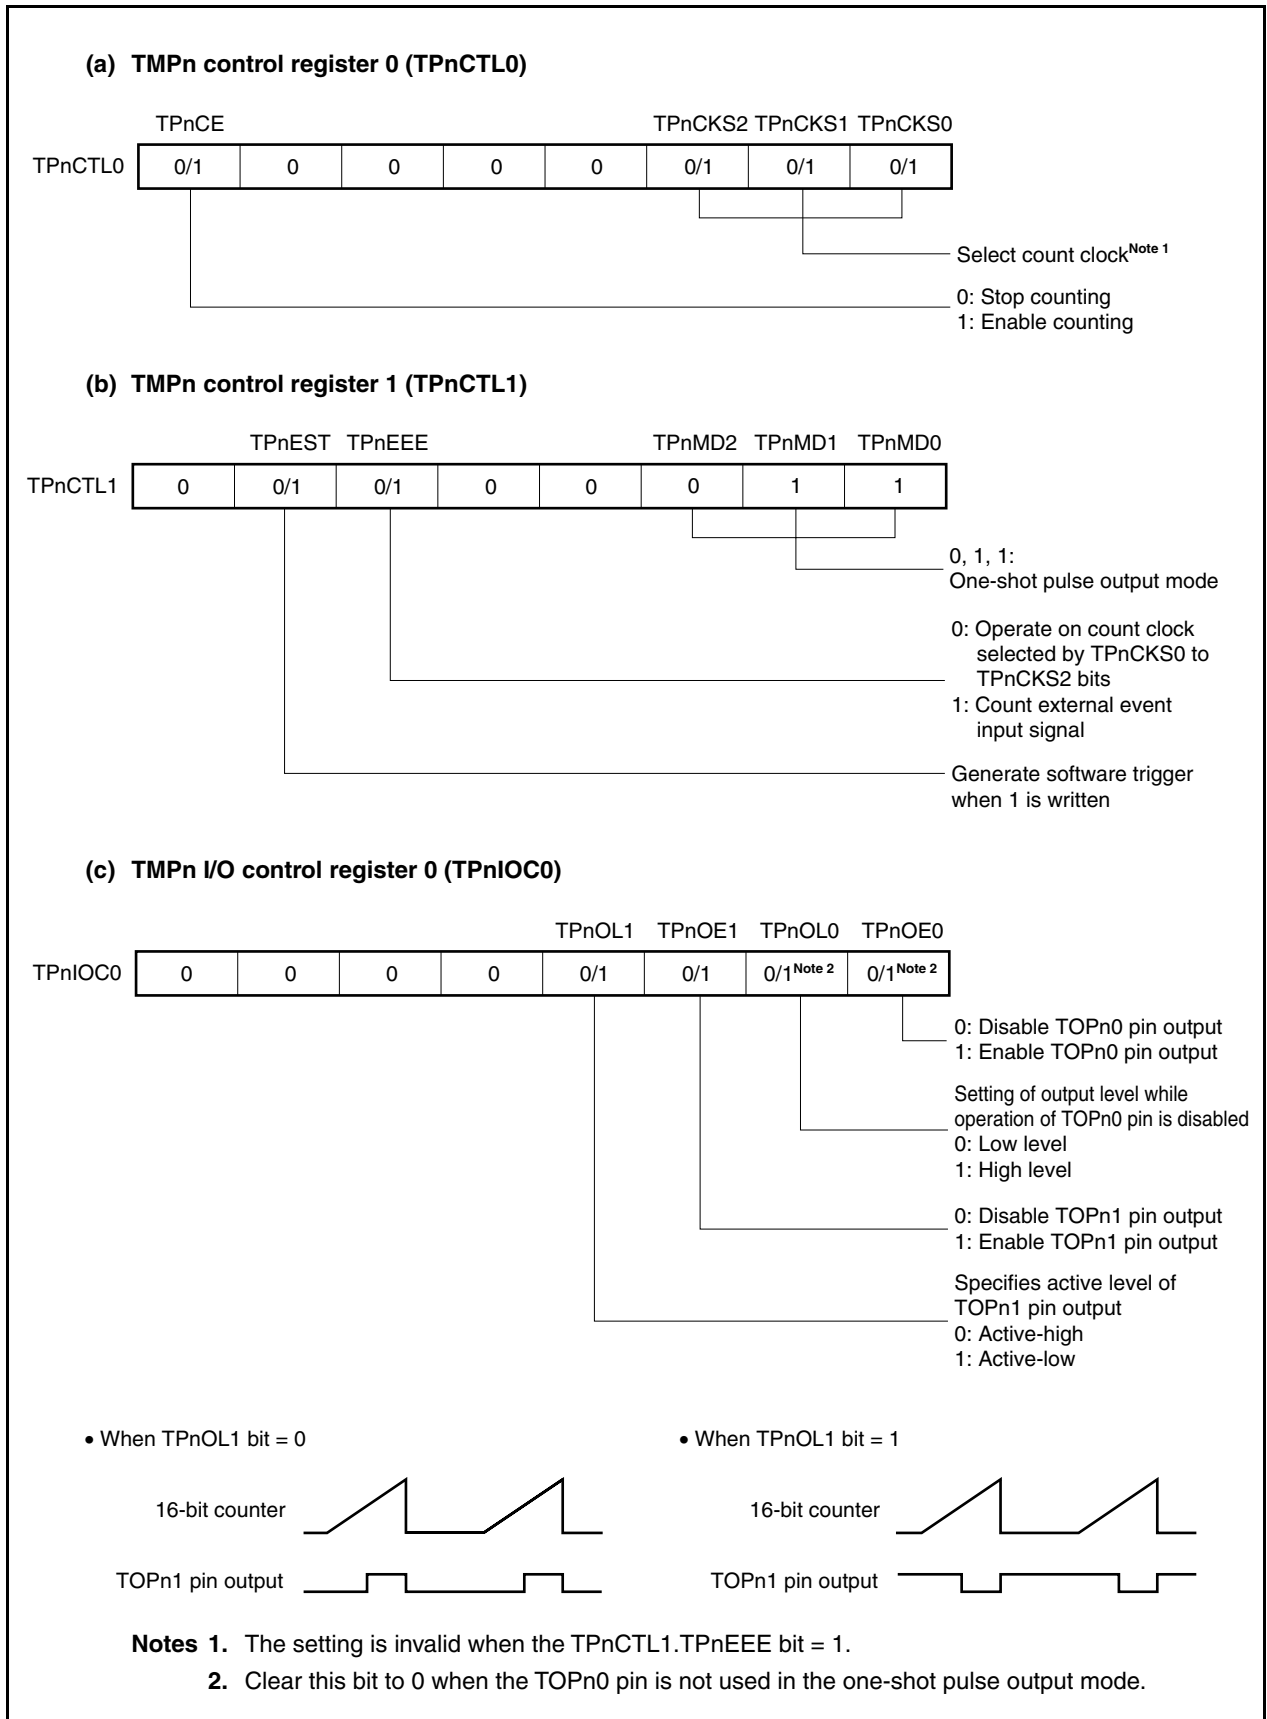 (a) TMPn control register 0 (TPnCTL0)
TPnCE TPnCKS2 TPnCKS1 TPnCKS0
TPnCTL0 0/1 0 0 0 0 0/1 0/1 0/1
Select count clock Note 1
0: Stop counting
1: Enable counting
(b) TMPn control register 1 (TPnCTL1)
TPnEST TPnEEE TPnMD2 TPnMD1 TPnMD0
TPnCTL1 0 0/1 0/1 0 0 0 1 1
0, 1, 1:
One-shot pulse output mode
0: Operate on count clock
selected by TPnCKS0 to
TPnCKS2 bits
1: Count external event
input signal
Generate software trigger
when 1 is written
(c) TMPn I/O control register 0 (TPnIOC0)
TPnOL1 TPnOE1 TPnOL0 TPnOE0
TPnIOC0 0 0 0 0 0/1 0/1 0/1 Note 2 0/1 Note 2
0: Disable TOPn0 pin output
1: Enable TOPn0 pin output
Setting of output level while
operation of TOPn0 pin is disabled
0: Low level
1: High level
0: Disable TOPn1 pin output
1: Enable TOPn1 pin output
Specifies active level of
TOPn1 pin output
0: Active-high
1: Active-low
• When TPnOL1 bit = 0 • When TPnOL1 bit = 1
16-bit counter 16-bit counter
TOPn1 pin output TOPn1 pin output
Notes 1. The setting is invalid when the TPnCTL1.TPnEEE bit = 1.
2. Clear this bit to 0 when the TOPn0 pin is not used in the one-shot pulse output mode.